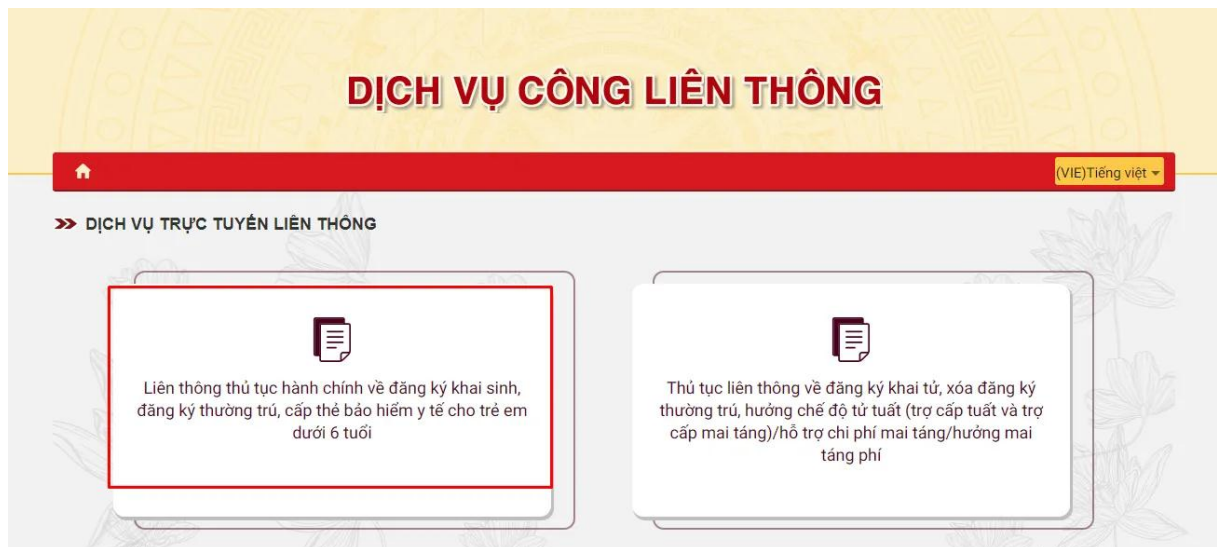 DỊCH VỤ CÔNG LIÊN THÔNG
(VIE)Tiếng việt
DỊCH VỤ TRỰC TUYẾN LIÊN THÔNG
Liên thông thủ tục hành chính về đăng ký khai sinh,
đăng ký thường trú, cấp thẻ bảo hiểm y tế cho trẻ em
dưới 6 tuổi
Thủ tục liên thông về đăng ký khai tử, xóa đăng ký
thường trú, hưởng chế độ tử tuất (trợ cấp tuất và trợ
cấp mai táng)/hỗ trợ chi phí mai táng/hưởng mai
táng phí